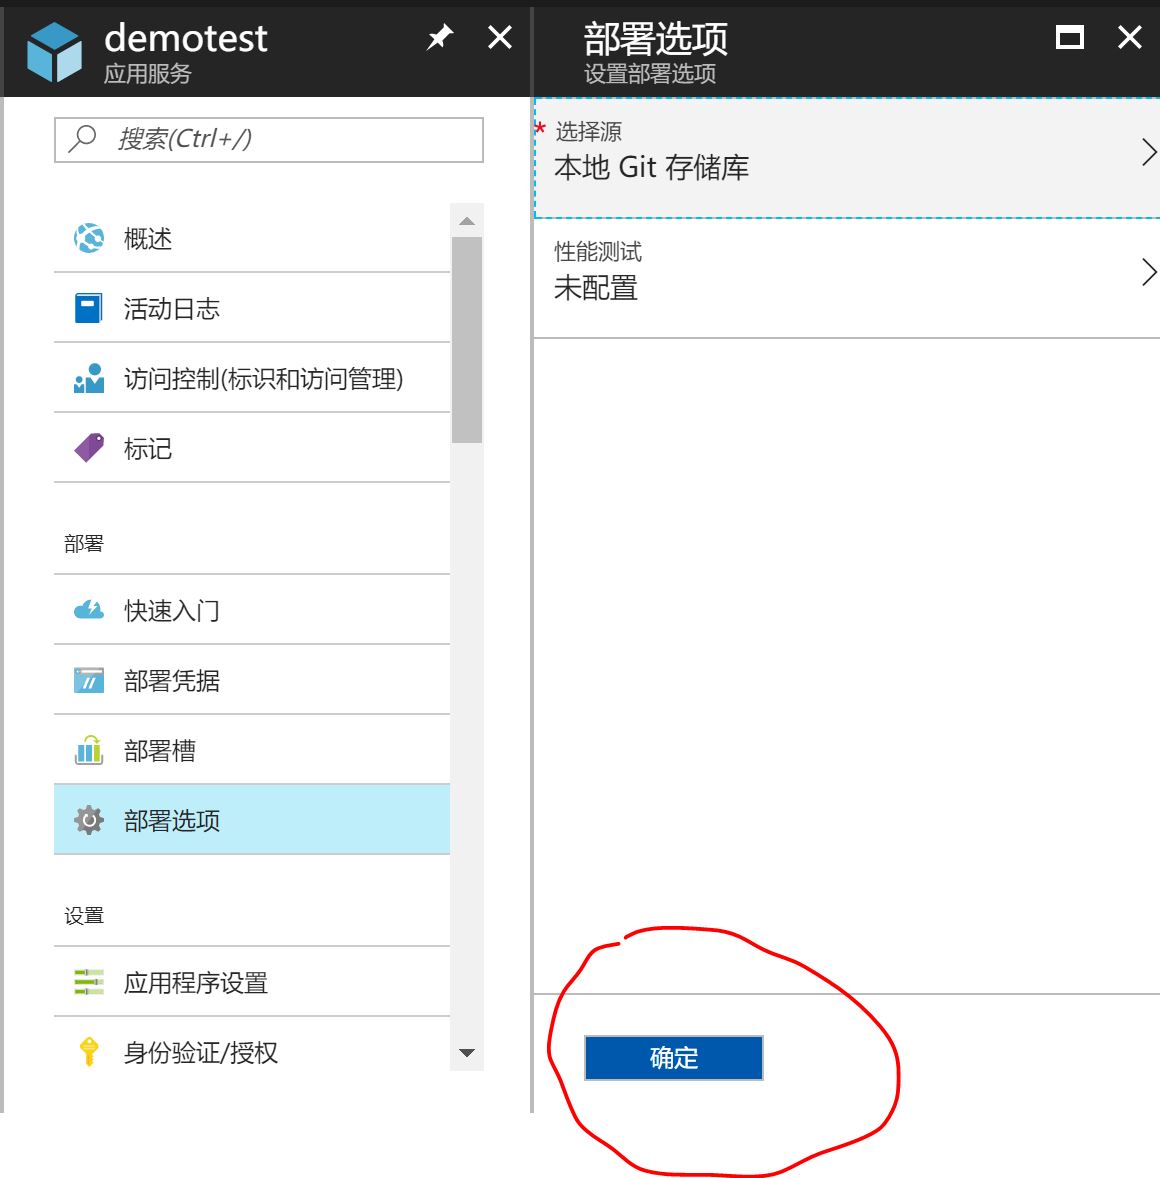 demotest
应用服务
搜索(Ctrl+/)
概述
活动日志
访问控制(标识和访问管理)
标记
部署
快速入门
部署凭据
部署槽
部署选项
设置
应用程序设置
身份验证/授权
部署选项
设置部署选项
* 选择源
本地 Git 存储库
性能测试
未配置
确定